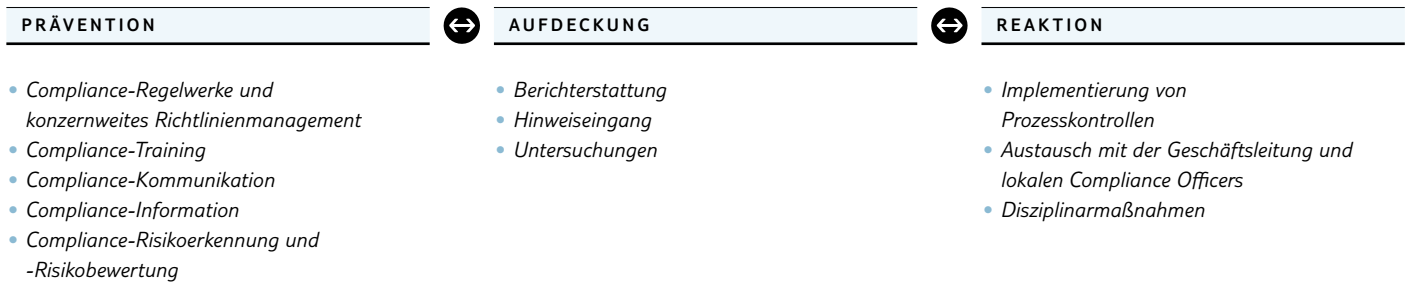 PRÄVENTION
• Compliance-Regelwerke und
konzernweites Richtlinienmanagement
• Compliance-Training
• Compliance-Kommunikation
• Compliance-Information
• Compliance-Risikoerkennung und
-Risikobewertung
AUFDECKUNG
• Berichterstattung
• Hinweiseingang
• Untersuchungen
REAKTION
• Implementierung von
Prozesskontrollen
• Austausch mit der Geschäftsleitung und
lokalen Compliance Officers
• Disziplinarmaßnahmen